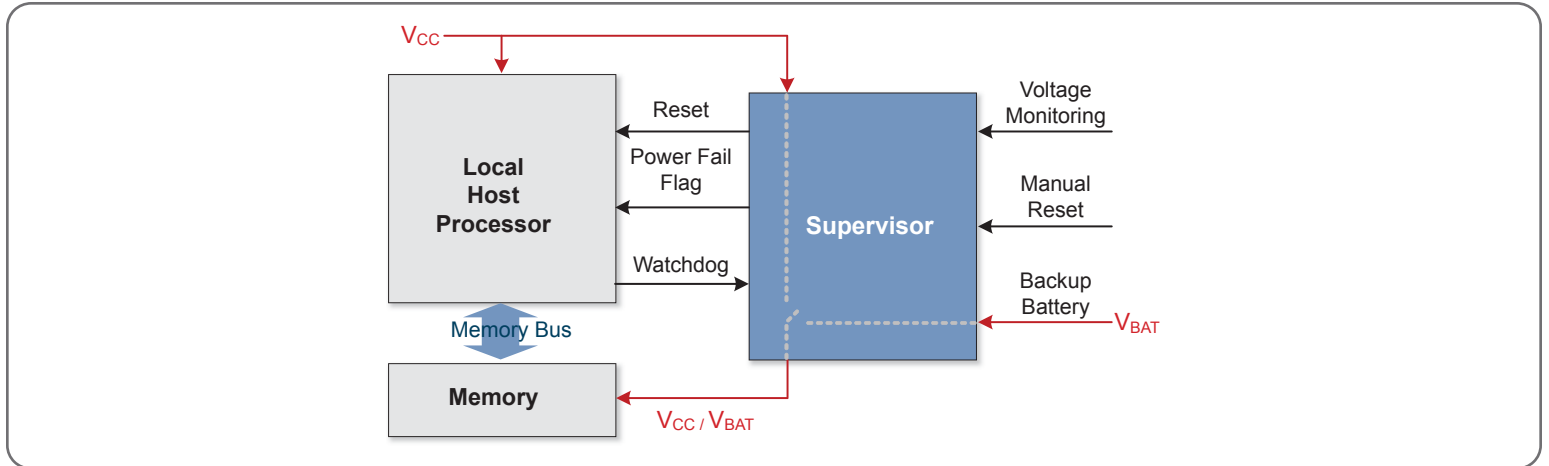 VCC
Reset
Power Fail
Flag
Watchdog
Local
Host
Processor
Memory Bus
Memory
VCC / VBAT
Supervisor
Voltage
Monitoring
Manual
Reset
Backup
Battery
VBAT